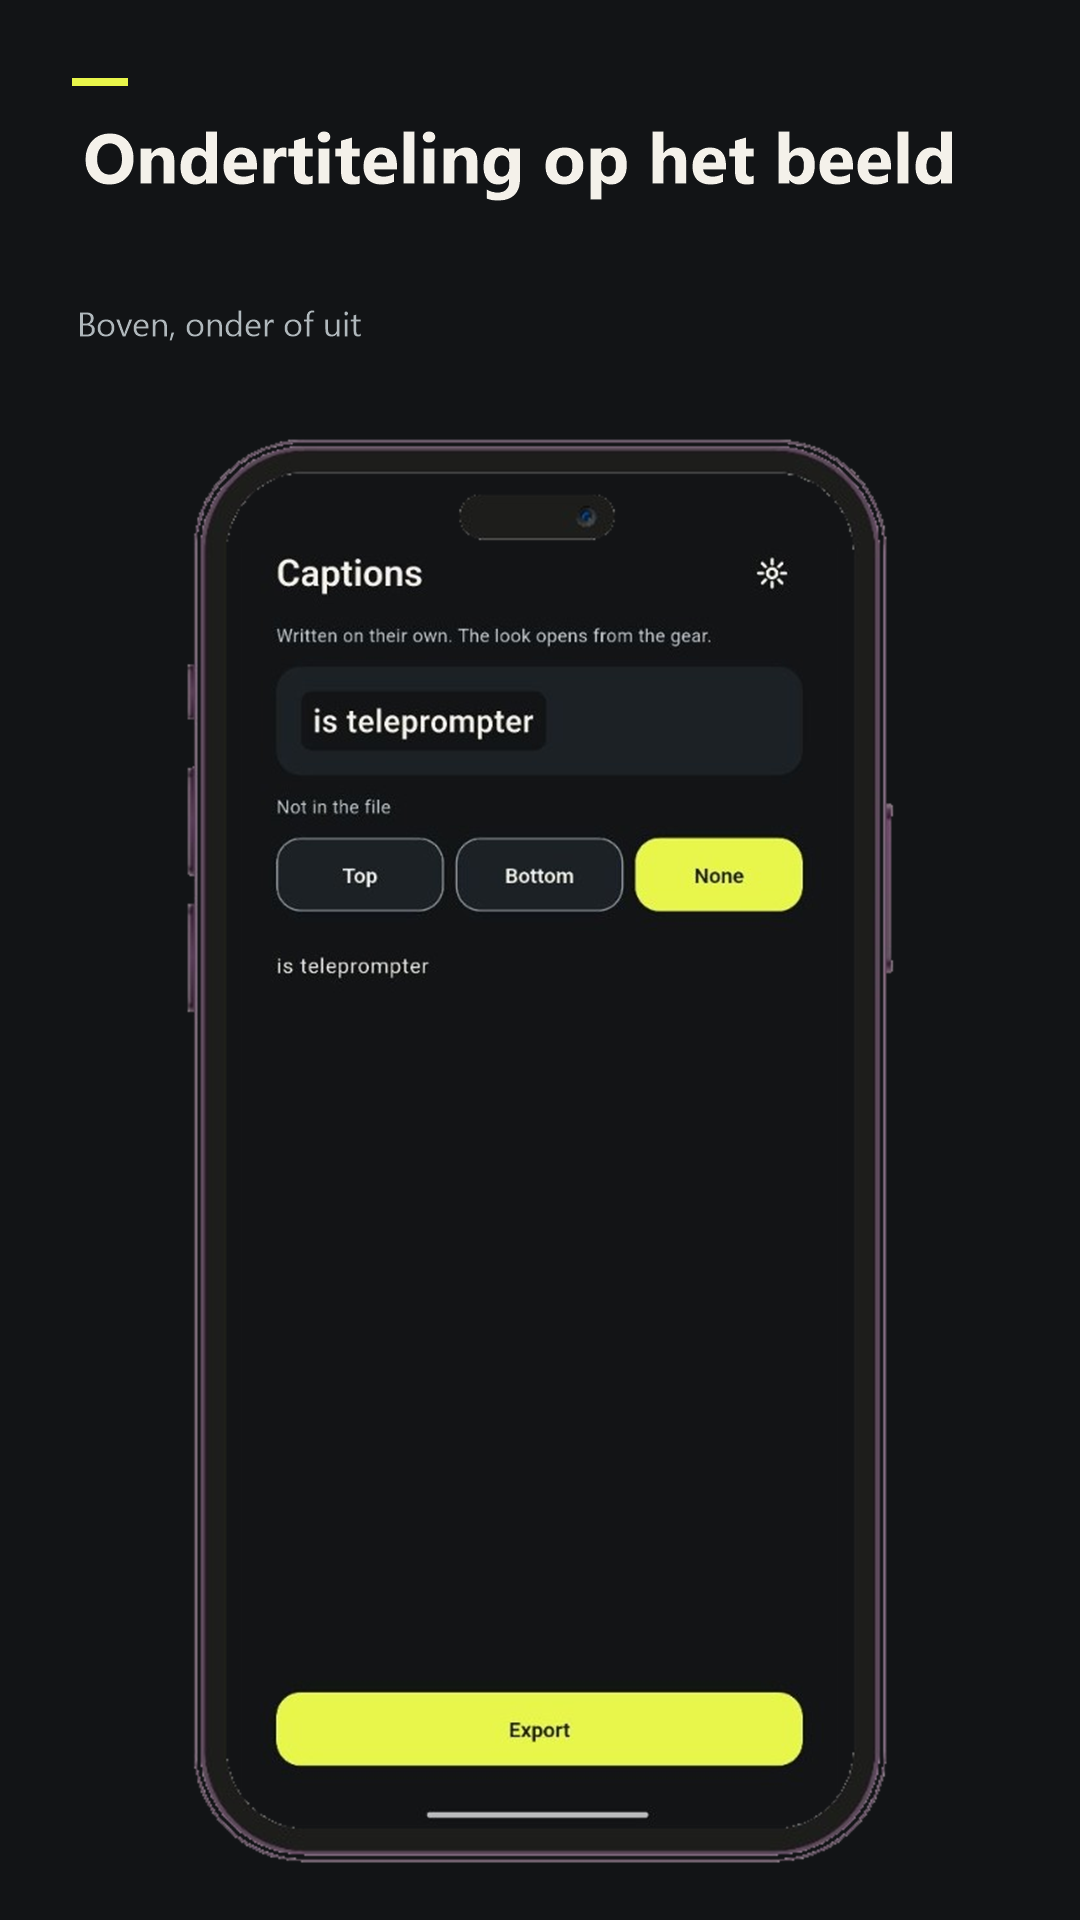 Ondertiteling op het beeld
Boven, onder of uit
Captions
Written on their own. The look opens from the gear.
is teleprompter
Not in the file
Top
Bottom
None
is teleprompter
Export